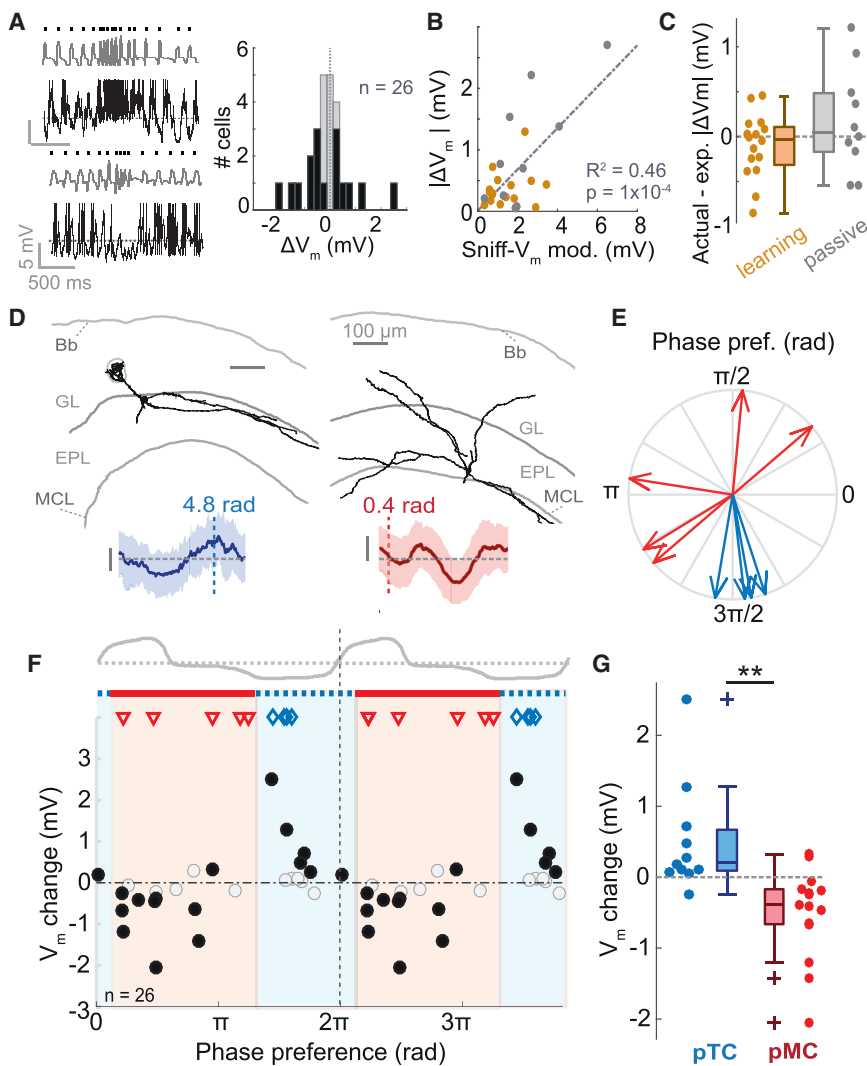 A
5 mV
500 ms
6
4
2
0
# cells
n = 26
-2
0
2
ΔVm (mV)
B
2
1
0
|ΔVm | (mV)
R² = 0.46
p = 1x10⁻⁴
0
2
4
6
8
Sniff-Vm mod. (mV)
C
1
0
-1
Actual - exp. |ΔVm| (mV)
learning
passive
D
Bb
GL
EPL
MCL
4.8 rad
100 µm
Bb
GL
EPL
MCL
0.4 rad
E
Phase pref. (rad)
π/2
π
0
3π/2
F
3
2
1
0
-1
-2
-3
Vm change (mV)
n = 26
0
π
2π
3π
Phase preference (rad)
G
**
2
1
0
-1
-2
Vm change (mV)
pTC
pMC